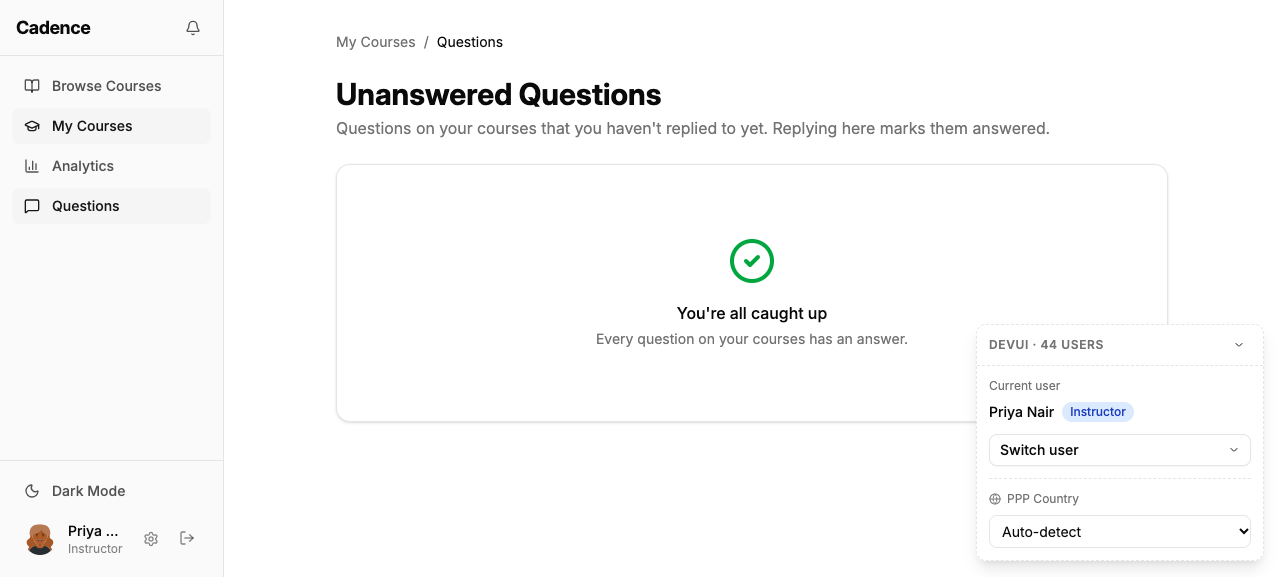 Cadence
Browse Courses
My Courses
Analytics
Questions
Dark Mode
Priya ...
Instructor
My Courses / Questions
Unanswered Questions
Questions on your courses that you haven't replied to yet. Replying here marks them answered.
You're all caught up
Every question on your courses has an answer.
DEVUI · 44 USERS
Current user
Priya Nair Instructor
Switch user
PPP Country
Auto-detect